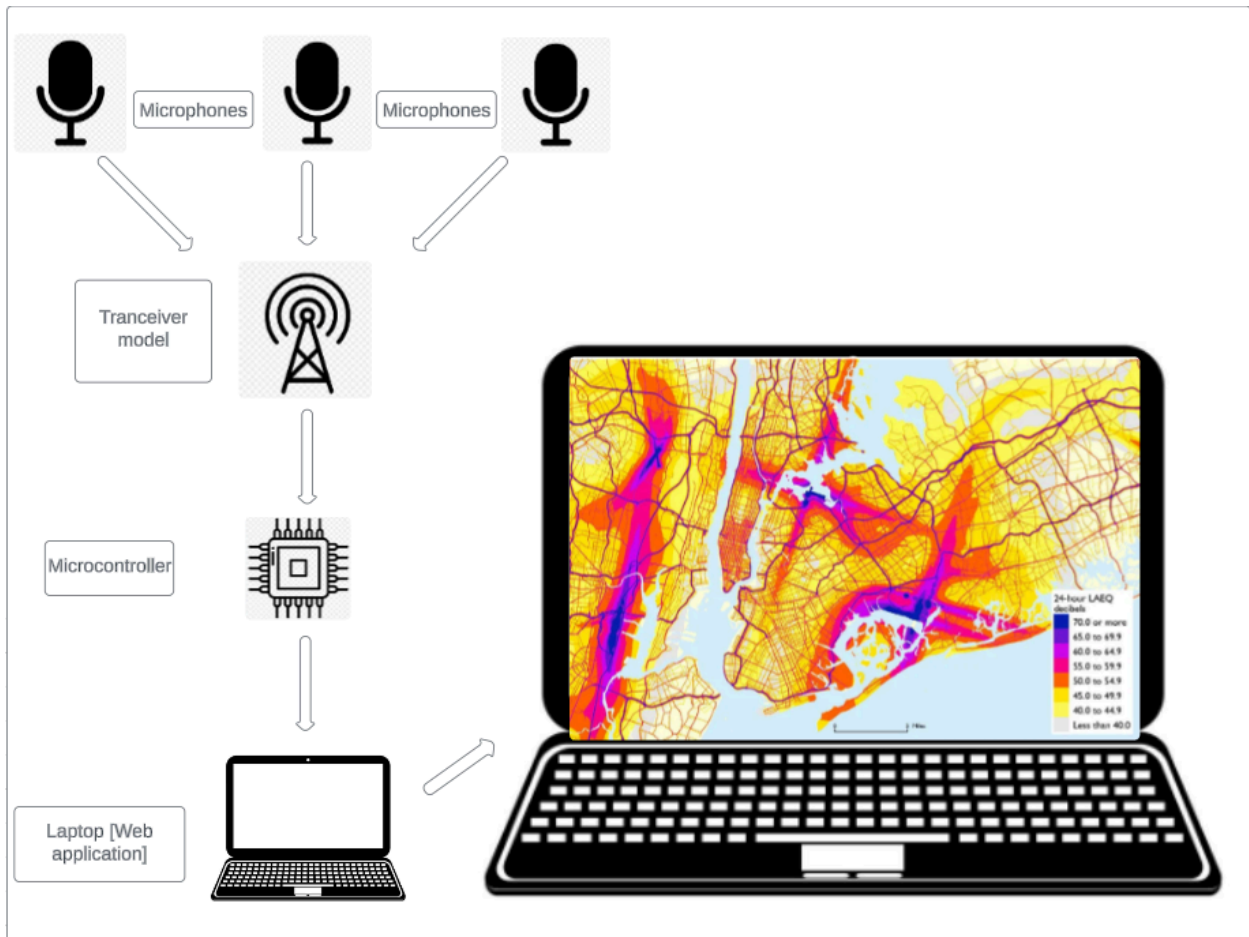 Microphones
Microphones
Tranceiver
model
Microcontroller
Laptop [Web
application]
24-hour LAEQ
decibels
70.0 or more
65.0 to 69.9
60.0 to 64.9
55.0 to 59.9
50.0 to 54.9
45.0 to 49.9
40.0 to 44.9
Less than 40.0